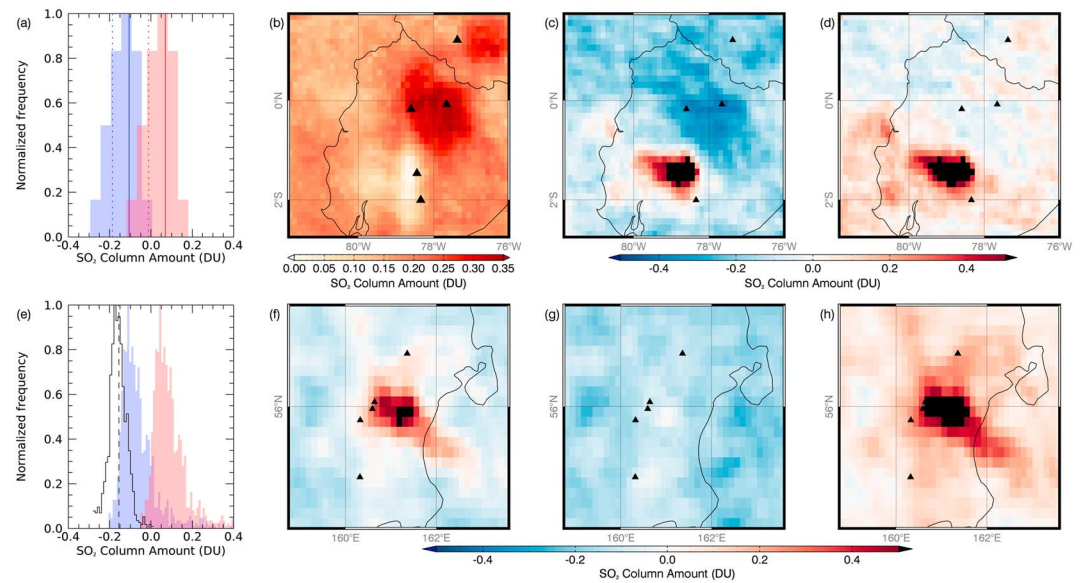 (a)
Normalized frequency
1.0
0.8
0.6
0.4
0.2
0.0
-0.4 -0.2 0.0 0.2 0.4
SO₂ Column Amount (DU)
(b)
0°N
2°S
80°W 78°W 76°W
0.00 0.05 0.10 0.15 0.20 0.25 0.30 0.35
SO₂ Column Amount (DU)
(c)
0°N
2°S
80°W 78°W 76°W
(d)
0°N
2°S
80°W 78°W 76°W
-0.4 -0.2 0.0 0.2 0.4
SO₂ Column Amount (DU)
(e)
Normalized frequency
1.0
0.8
0.6
0.4
0.2
0.0
-0.4 -0.2 0.0 0.2 0.4
SO₂ Column Amount (DU)
(f)
56°N
160°E 162°E
(g)
56°N
160°E 162°E
(h)
56°N
160°E 162°E
-0.4 -0.2 0.0 0.2 0.4
SO₂ Column Amount (DU)